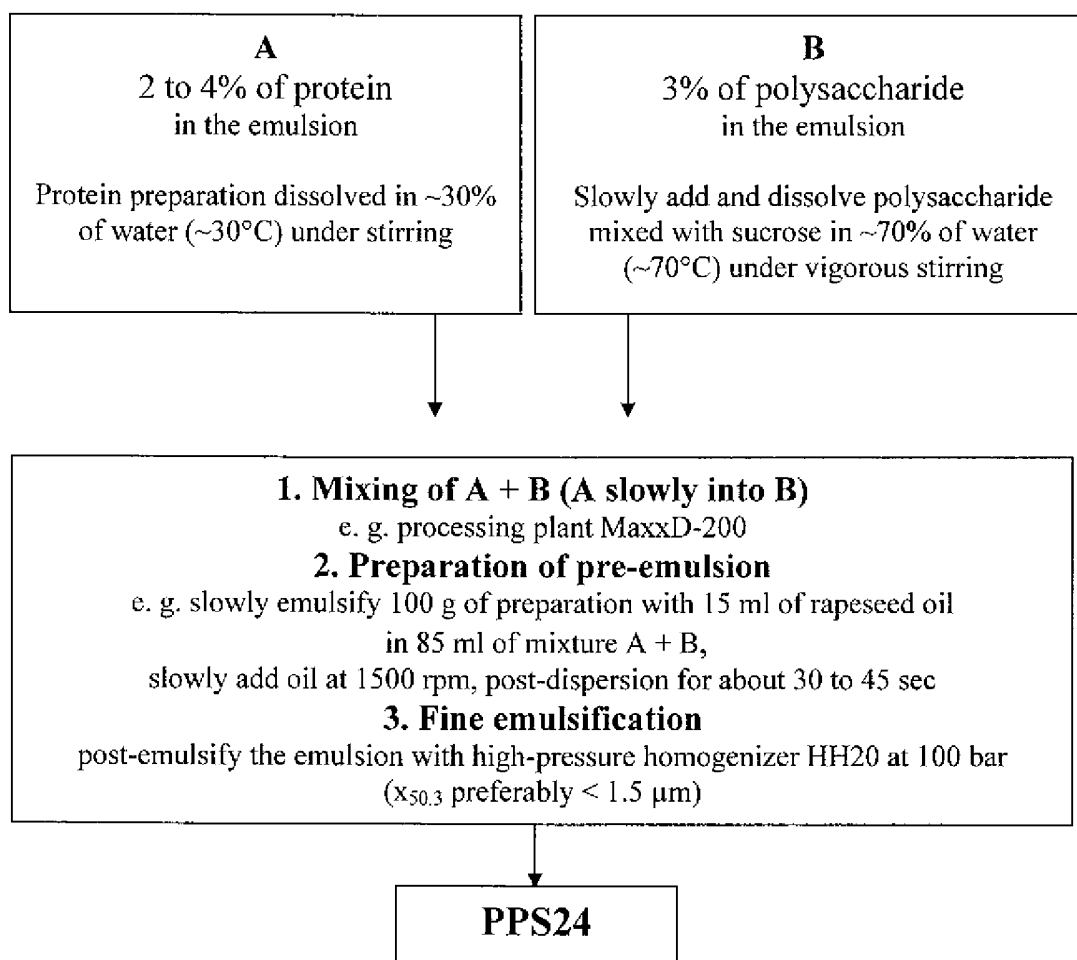 A
2 to 4% of protein
in the emulsion
Protein preparation dissolved in ~30%
of water (~30°C) under stirring
B
3% of polysaccharide
in the emulsion
Slowly add and dissolve polysaccharide
mixed with sucrose in ~70% of water
(~70°C) under vigorous stirring
1. Mixing of A + B (A slowly into B)
e. g. processing plant MaxxD-200
2. Preparation of pre-emulsion
e. g. slowly emulsify 100 g of preparation with 15 ml of rapeseed oil
in 85 ml of mixture A + B,
slowly add oil at 1500 rpm, post-dispersion for about 30 to 45 sec
3. Fine emulsification
post-emulsify the emulsion with high-pressure homogenizer HH20 at 100 bar
(x50.3 preferably < 1.5 µm)
PPS24